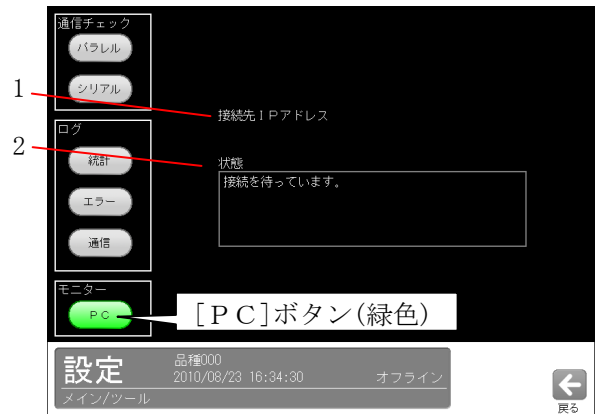 通信チェック
パラレル
シリアル
1
接続先ＩＰアドレス
ログ
2
統計
状態
接続を待っています。
エラー
通信
モニター
ＰＣ
［ＰＣ］ボタン(緑色)
設定
品種000
2010/08/23 16:34:30
オフライン
メイン/ツール
戻る